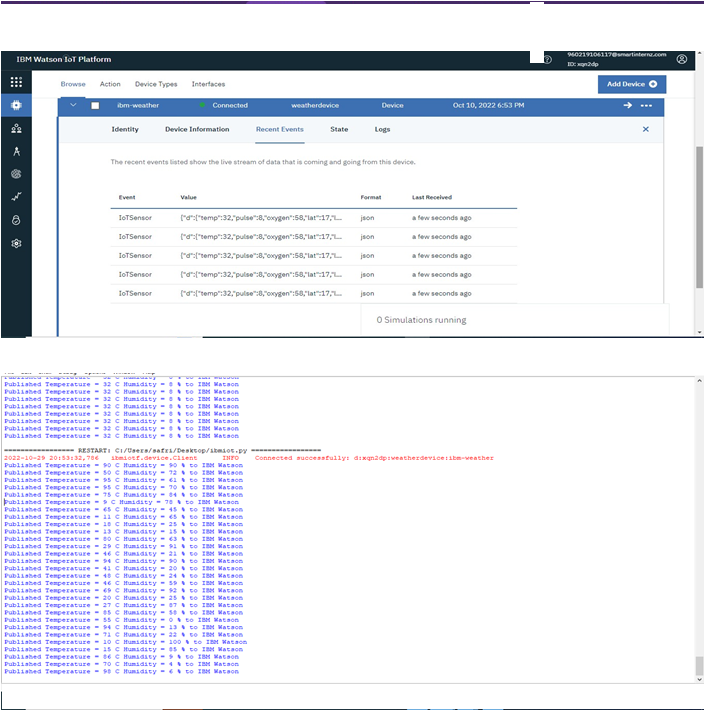 IBM Watson IoT Platform
960219106117@smartinternz.com
ID: xqn2dp
Browse Action Device Types Interfaces
Add Device
ibm-weather Connected weatherdevice Device Oct 10, 2022 6:53 PM
Identity Device Information Recent Events State Logs
The recent events listed show the live stream of data that is coming and going from this device.
Event Value Format Last Received
IoTSensor {"d":{"temp":32,"pulse":8,"oxygen":58,"lat":17,"l... json a few seconds ago
IoTSensor {"d":{"temp":32,"pulse":8,"oxygen":58,"lat":17,"l... json a few seconds ago
IoTSensor {"d":{"temp":32,"pulse":8,"oxygen":58,"lat":17,"l... json a few seconds ago
IoTSensor {"d":{"temp":32,"pulse":8,"oxygen":58,"lat":17,"l... json a few seconds ago
IoTSensor {"d":{"temp":32,"pulse":8,"oxygen":58,"lat":17,"l... json a few seconds ago
0 Simulations running
Published Temperature = 32 C Humidity = 8 % to IBM Watson
Published Temperature = 32 C Humidity = 8 % to IBM Watson
Published Temperature = 32 C Humidity = 8 % to IBM Watson
Published Temperature = 32 C Humidity = 8 % to IBM Watson
Published Temperature = 32 C Humidity = 8 % to IBM Watson
Published Temperature = 32 C Humidity = 8 % to IBM Watson
Published Temperature = 32 C Humidity = 8 % to IBM Watson
Published Temperature = 32 C Humidity = 8 % to IBM Watson
Published Temperature = 32 C Humidity = 8 % to IBM Watson
================= RESTART: C:/Users/safri/Desktop/ibmiot.py =================
2022-10-29 20:53:32,786 ibmiotf.device.Client INFO Connected successfully: d:xqn2dp:weatherdevice:ibm-weather
Published Temperature = 90 C Humidity = 90 % to IBM Watson
Published Temperature = 50 C Humidity = 72 % to IBM Watson
Published Temperature = 95 C Humidity = 61 % to IBM Watson
Published Temperature = 95 C Humidity = 70 % to IBM Watson
Published Temperature = 75 C Humidity = 84 % to IBM Watson
Published Temperature = 9 C Humidity = 78 % to IBM Watson
Published Temperature = 65 C Humidity = 45 % to IBM Watson
Published Temperature = 11 C Humidity = 65 % to IBM Watson
Published Temperature = 18 C Humidity = 25 % to IBM Watson
Published Temperature = 13 C Humidity = 15 % to IBM Watson
Published Temperature = 80 C Humidity = 63 % to IBM Watson
Published Temperature = 29 C Humidity = 91 % to IBM Watson
Published Temperature = 46 C Humidity = 21 % to IBM Watson
Published Temperature = 94 C Humidity = 90 % to IBM Watson
Published Temperature = 41 C Humidity = 20 % to IBM Watson
Published Temperature = 48 C Humidity = 24 % to IBM Watson
Published Temperature = 46 C Humidity = 59 % to IBM Watson
Published Temperature = 69 C Humidity = 92 % to IBM Watson
Published Temperature = 20 C Humidity = 25 % to IBM Watson
Published Temperature = 27 C Humidity = 87 % to IBM Watson
Published Temperature = 85 C Humidity = 58 % to IBM Watson
Published Temperature = 55 C Humidity = 0 % to IBM Watson
Published Temperature = 94 C Humidity = 13 % to IBM Watson
Published Temperature = 71 C Humidity = 22 % to IBM Watson
Published Temperature = 10 C Humidity = 100 % to IBM Watson
Published Temperature = 15 C Humidity = 85 % to IBM Watson
Published Temperature = 86 C Humidity = 9 % to IBM Watson
Published Temperature = 70 C Humidity = 4 % to IBM Watson
Published Temperature = 98 C Humidity = 6 % to IBM Watson